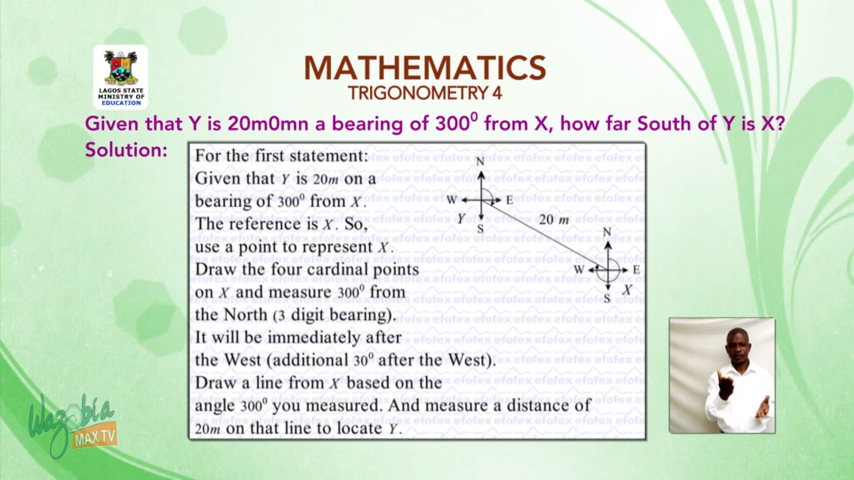 LAGOS STATE
MINISTRY OF
EDUCATION
MATHEMATICS
TRIGONOMETRY 4
Given that Y is 20m0mn a bearing of 300⁰ from X, how far South of Y is X?
Solution:
For the first statement:
Given that Y is 20m on a
bearing of 300⁰ from X.
The reference is X. So,
use a point to represent X.
Draw the four cardinal points
on X and measure 300⁰ from
the North (3 digit bearing).
It will be immediately after
the West (additional 30⁰ after the West).
Draw a line from X based on the
angle 300⁰ you measured. And measure a distance of
20m on that line to locate Y.
N
W E
Y S
20 m
N
W E
S X
Wazobia
MAX TV